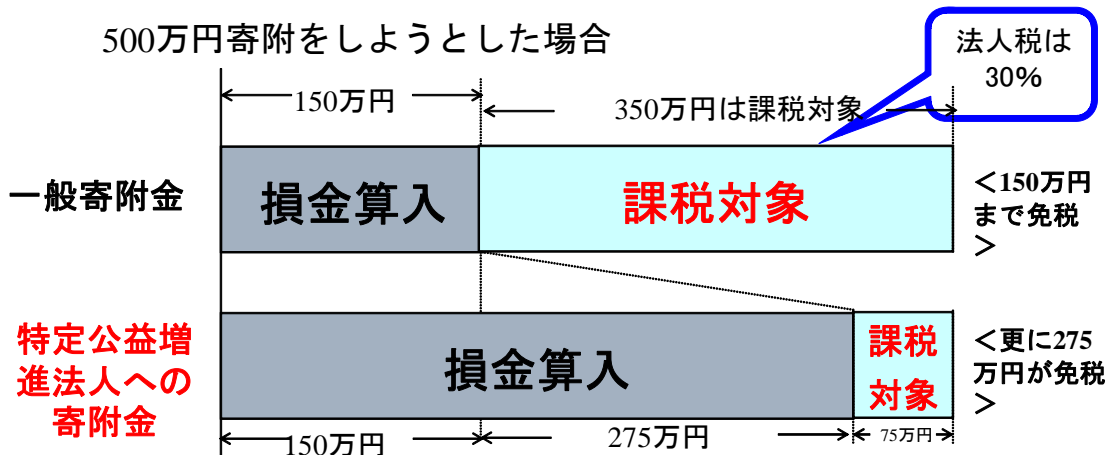 500万円寄附をしようとした場合
法人税は
30%
150万円
350万円は課税対象
一般寄附金
損金算入
課税対象
＜150万円
まで免税
＞
特定公益増
進法人への
寄附金
損金算入
課税
対象
＜更に275
万円が免税
＞
150万円
275万円
75万円